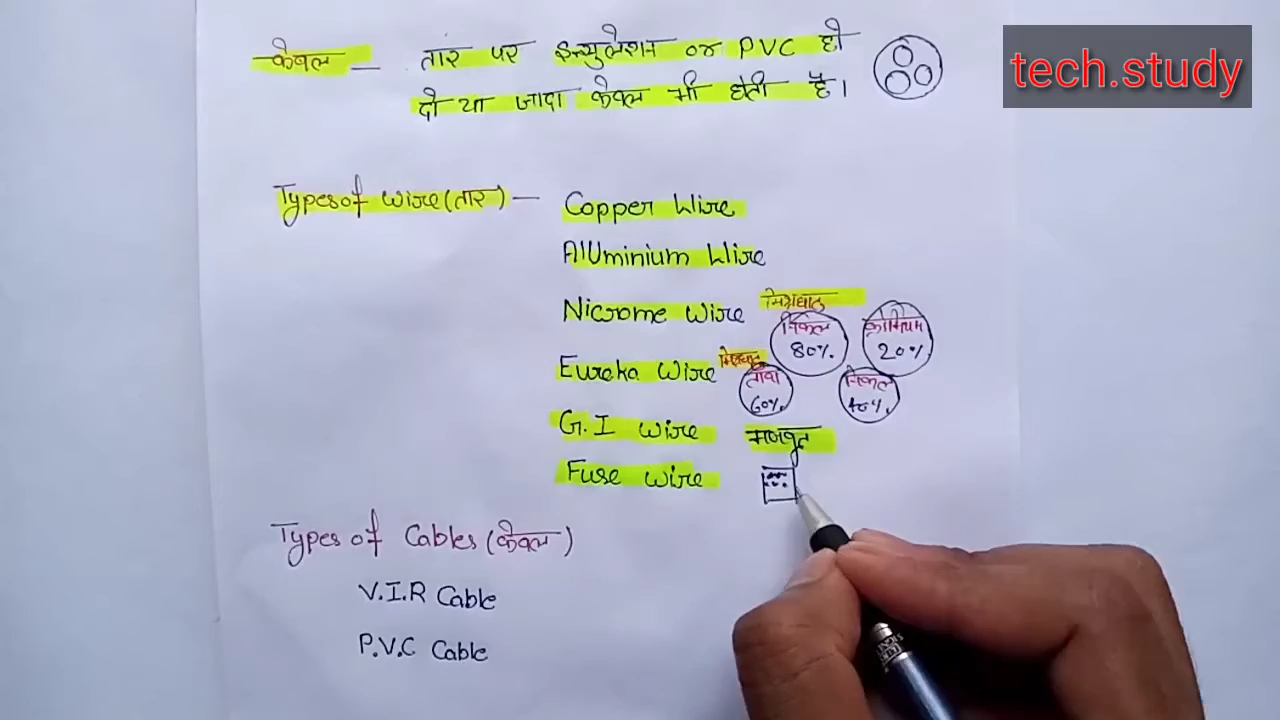 tech.study
केबल — तार पर इन्सुलेशन or PVC हो
दो या जादा केबल भी होती है।
Types of wire (तार) — Copper Wire
Aluminium Wire
Nicrome Wire मिश्रधातु
निकल 80% क्रोमियम 20%
Eureka Wire मिश्रधातु
तांबा 60% निकल 40%
G.I wire मजबूत
Fuse wire
Types of Cables (केबल)
V.I.R Cable
P.V.C Cable